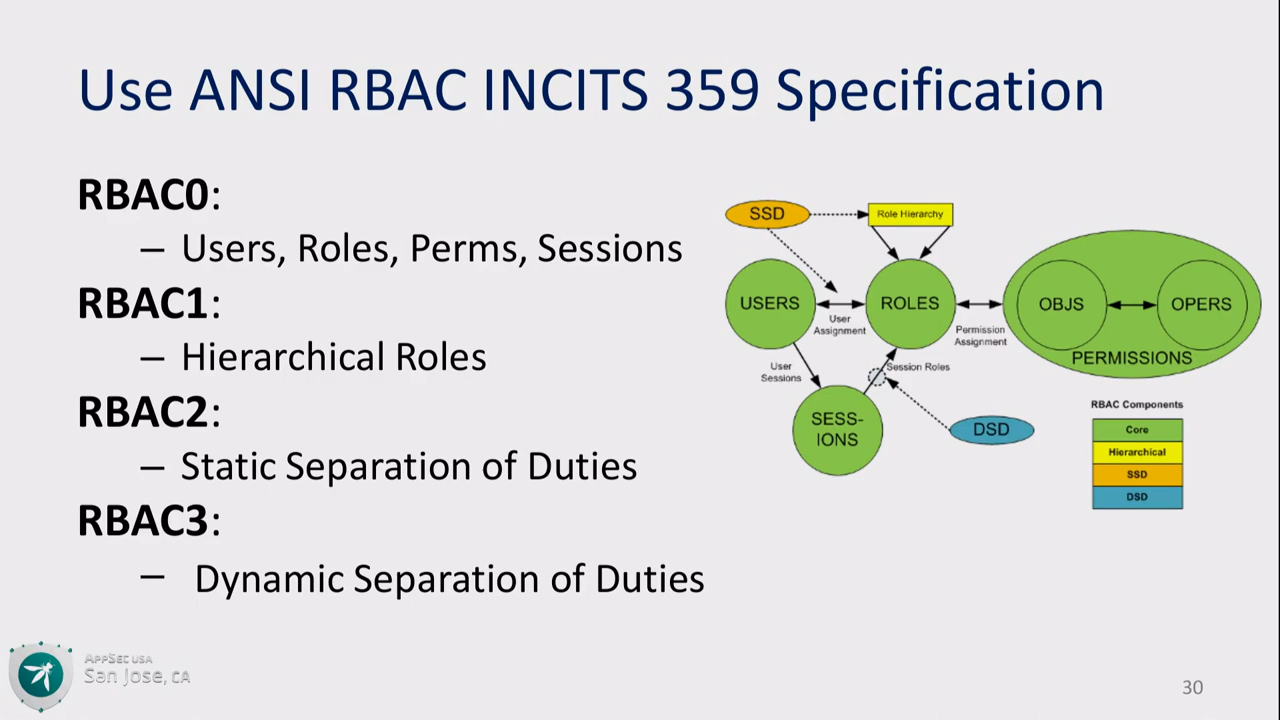 Use ANSI RBAC INCITS 359 Specification
RBAC0:
– Users, Roles, Perms, Sessions
RBAC1:
– Hierarchical Roles
RBAC2:
– Static Separation of Duties
RBAC3:
– Dynamic Separation of Duties
SSD
Role Hierarchy
USERS
User
Assignment
ROLES
Permission
Assignment
OBJS
OPERS
PERMISSIONS
User
Sessions
Session Roles
SESS-
IONS
DSD
RBAC Components
Core
Hierarchical
SSD
DSD
AppSec USA
San Jose, CA
30